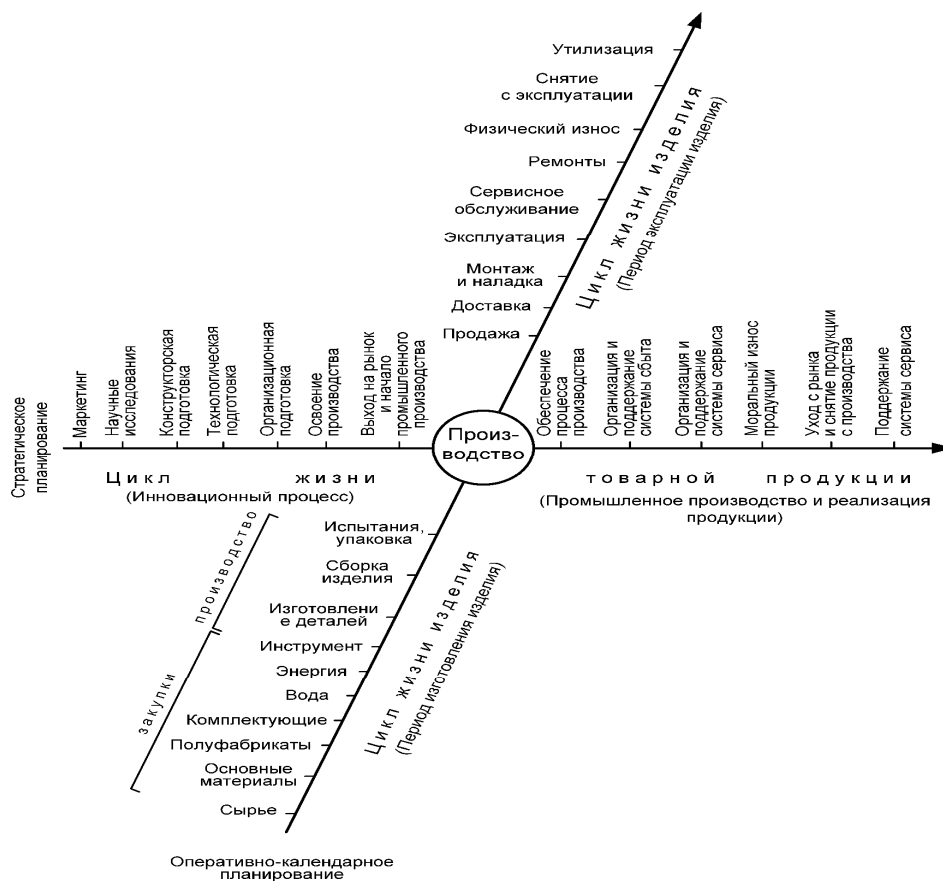 Утилизация
Снятие
с эксплуатации
Физический износ
Ремонты
Сервисное
обслуживание
Эксплуатация
Монтаж
и наладка
Доставка
Продажа
Цикл жизни изделия
(Период эксплуатации изделия)
Стратегическое
планирование
Маркетинг
Научные
исследования
Конструкторская
подготовка
Технологическая
подготовка
Организационная
подготовка
Освоение
производства
Выход на рынок
и начало
промышленного
производства
Произ-
водство
Обеспечение
процесса
производства
Организация и
поддержание
системы сбыта
Организация и
поддержание
системы сервиса
Моральный износ
продукции
Уход с рынка
и снятие продукции
с производства
Поддержание
системы сервиса
Цикл жизни товарной продукции
(Инновационный процесс)
(Промышленное производство и реализация
продукции)
производство
закупки
Испытания,
упаковка
Сборка
изделия
Изготовлени
е деталей
Инструмент
Энергия
Вода
Комплектующие
Полуфабрикаты
Основные
материалы
Сырье
Цикл жизни изделия
(Период изготовления изделия)
Оперативно-календарное
планирование